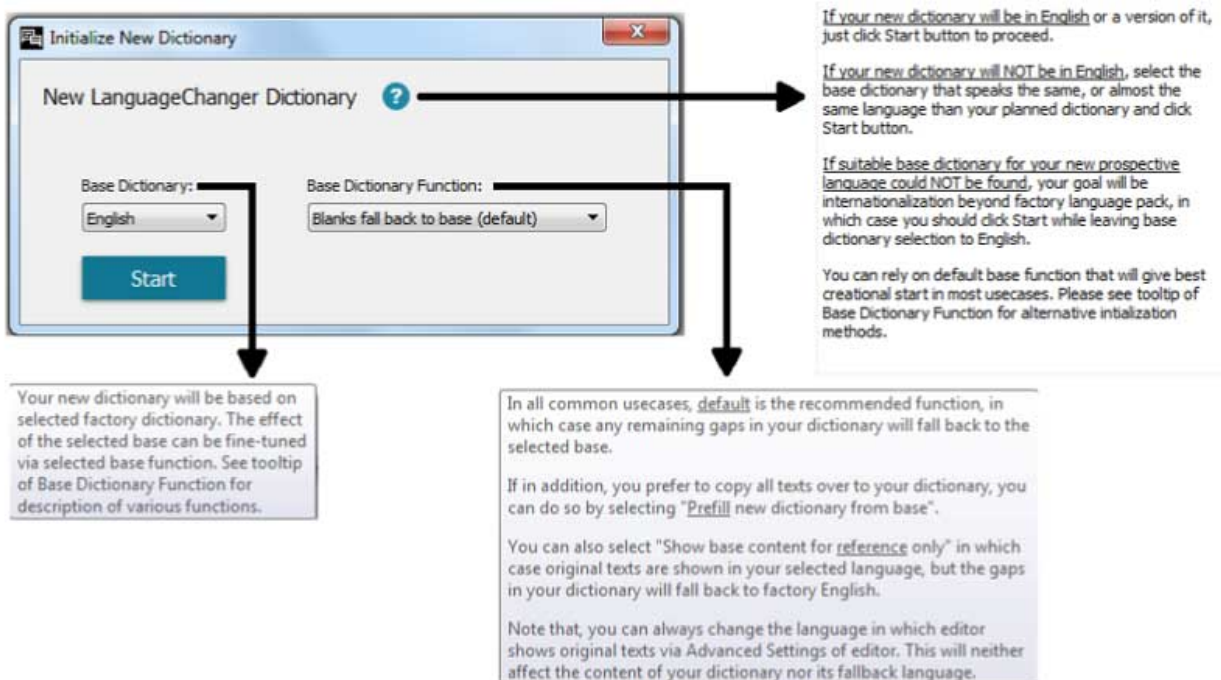 Initialize New Dictionary
New LanguageChanger Dictionary ?
Base Dictionary:
English
Base Dictionary Function:
Blanks fall back to base (default)
Start
If your new dictionary will be in English or a version of it,
just click Start button to proceed.
If your new dictionary will NOT be in English, select the
base dictionary that speaks the same, or almost the
same language than your planned dictionary and click
Start button.
If suitable base dictionary for your new prospective
language could NOT be found, your goal will be
internationalization beyond factory language pack, in
which case you should click Start while leaving base
dictionary selection to English.
You can rely on default base function that will give best
creational start in most usecases. Please see tooltip of
Base Dictionary Function for alternative intialization
methods.
Your new dictionary will be based on
selected factory dictionary. The effect
of the selected base can be fine-tuned
via selected base function. See tooltip
of Base Dictionary Function for
description of various functions.
In all common usecases, default is the recommended function, in
which case any remaining gaps in your dictionary will fall back to the
selected base.
If in addition, you prefer to copy all texts over to your dictionary, you
can do so by selecting "Prefill new dictionary from base".
You can also select "Show base content for reference only" in which
case original texts are shown in your selected language, but the gaps
in your dictionary will fall back to factory English.
Note that, you can always change the language in which editor
shows original texts via Advanced Settings of editor. This will neither
affect the content of your dictionary nor its fallback language.